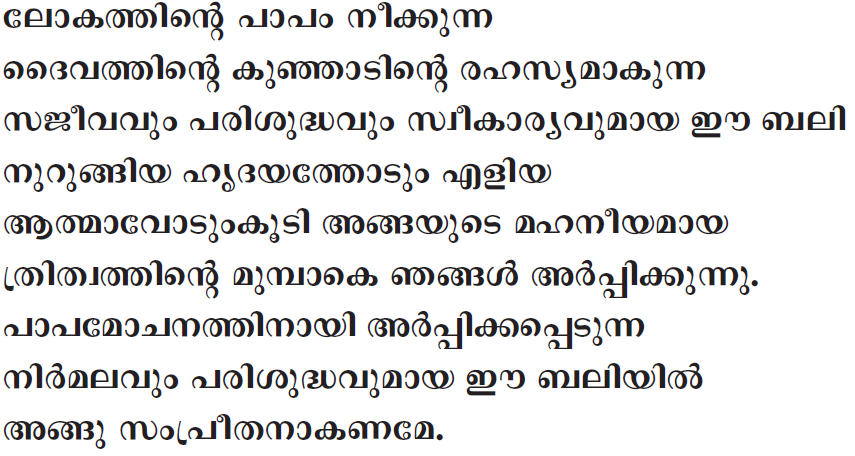 ലോകത്തിന്റെ പാപം നീക്കുന്ന
ദൈവത്തിന്റെ കുഞ്ഞാടിന്റെ രഹസ്യമാകുന്ന
സജീവവും പരിശുദ്ധവും സ്വീകാര്യവുമായ ഈ ബലി
നുറുങ്ങിയ ഹൃദയത്തോടും എളിയ
ആത്മാവോടുംകൂടി അങ്ങയുടെ മഹനീയമായ
ത്രിത്വത്തിന്റെ മുമ്പാകെ ഞങ്ങൾ അർപ്പിക്കുന്നു.
പാപമോചനത്തിനായി അർപ്പിക്കപ്പെടുന്ന
നിർമലവും പരിശുദ്ധവുമായ ഈ ബലിയിൽ
അങ്ങു സംപ്രീതനാകണമേ.